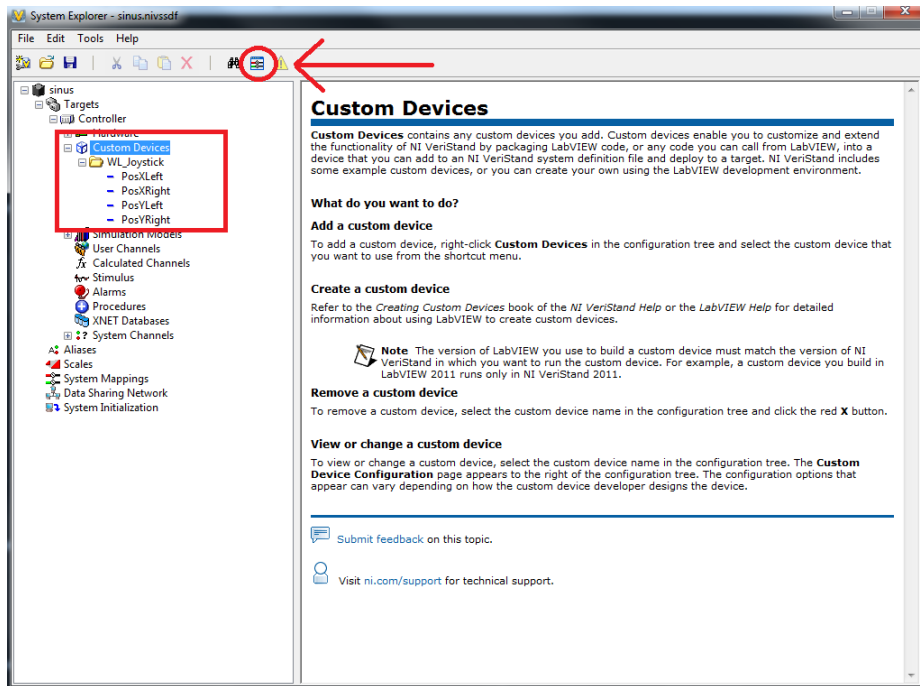 System Explorer - sinus.nivssdf
File Edit Tools Help
sinus
Targets
Controller
Hardware
Custom Devices
WL_Joystick
PosXLeft
PosXRight
PosYLeft
PosYRight
Simulation Models
User Channels
fx Calculated Channels
Stimulus
Alarms
Procedures
XNET Databases
System Channels
Aliases
Scales
System Mappings
Data Sharing Network
System Initialization
Custom Devices
Custom Devices contains any custom devices you add. Custom devices enable you to customize and extend
the functionality of NI VeriStand by packaging LabVIEW code, or any code you can call from LabVIEW, into a
device that you can add to an NI VeriStand system definition file and deploy to a target. NI VeriStand includes
some example custom devices, or you can create your own using the LabVIEW development environment.
What do you want to do?
Add a custom device
To add a custom device, right-click Custom Devices in the configuration tree and select the custom device that
you want to use from the shortcut menu.
Create a custom device
Refer to the Creating Custom Devices book of the NI VeriStand Help or the LabVIEW Help for detailed
information about using LabVIEW to create custom devices.
Note The version of LabVIEW you use to build a custom device must match the version of NI
VeriStand in which you want to run the custom device. For example, a custom device you build in
LabVIEW 2011 runs only in NI VeriStand 2011.
Remove a custom device
To remove a custom device, select the custom device name in the configuration tree and click the red X button.
View or change a custom device
To view or change a custom device, select the custom device name in the configuration tree. The Custom
Device Configuration page appears to the right of the configuration tree. The configuration options that
appear can vary depending on how the custom device developer designs the device.
Submit feedback on this topic.
Visit ni.com/support for technical support.